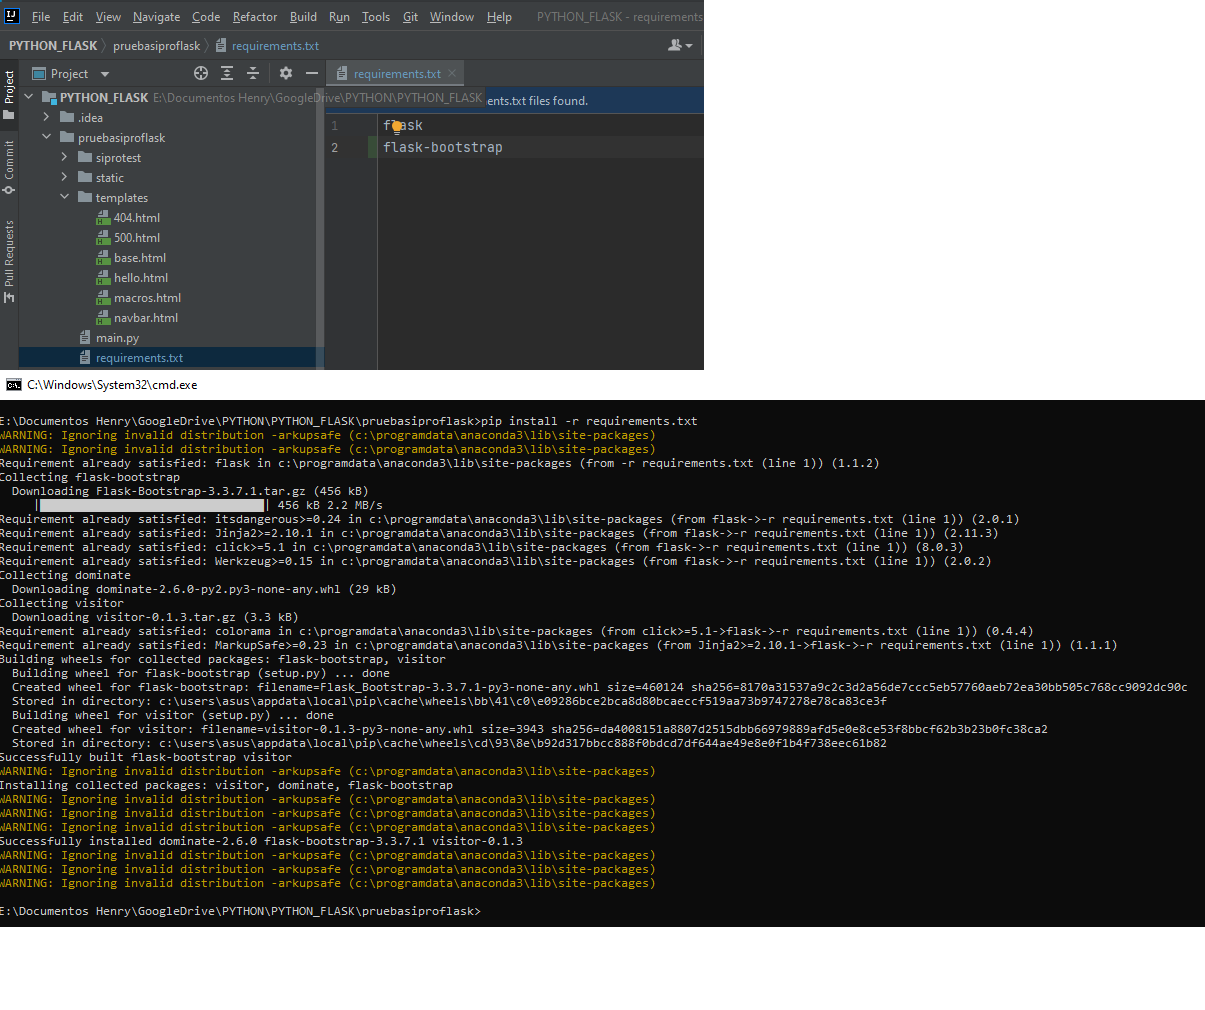 File Edit View Navigate Code Refactor Build Run Tools Git Window Help PYTHON_FLASK - requirements
PYTHON_FLASK pruebasiproflask requirements.txt
Project
Commit
Pull Requests
Project
PYTHON_FLASK E:\Documentos Henry\GoogleDrive\PYTHON\PYTHON_FLASK
.idea
pruebasiproflask
siprotest
static
templates
404.html
500.html
base.html
hello.html
macros.html
navbar.html
main.py
requirements.txt
requirements.txt
ents.txt files found.
1 flask
2 flask-bootstrap
C:\Windows\System32\cmd.exe
E:\Documentos Henry\GoogleDrive\PYTHON\PYTHON_FLASK\pruebasiproflask>pip install -r requirements.txt
WARNING: Ignoring invalid distribution -arkupsafe (c:\programdata\anaconda3\lib\site-packages)
WARNING: Ignoring invalid distribution -arkupsafe (c:\programdata\anaconda3\lib\site-packages)
Requirement already satisfied: flask in c:\programdata\anaconda3\lib\site-packages (from -r requirements.txt (line 1)) (1.1.2)
Collecting flask-bootstrap
Downloading Flask-Bootstrap-3.3.7.1.tar.gz (456 kB)
| | 456 kB 2.2 MB/s
Requirement already satisfied: itsdangerous>=0.24 in c:\programdata\anaconda3\lib\site-packages (from flask->-r requirements.txt (line 1)) (2.0.1)
Requirement already satisfied: Jinja2>=2.10.1 in c:\programdata\anaconda3\lib\site-packages (from flask->-r requirements.txt (line 1)) (2.11.3)
Requirement already satisfied: click>=5.1 in c:\programdata\anaconda3\lib\site-packages (from flask->-r requirements.txt (line 1)) (8.0.3)
Requirement already satisfied: Werkzeug>=0.15 in c:\programdata\anaconda3\lib\site-packages (from flask->-r requirements.txt (line 1)) (2.0.2)
Collecting dominate
Downloading dominate-2.6.0-py2.py3-none-any.whl (29 kB)
Collecting visitor
Downloading visitor-0.1.3.tar.gz (3.3 kB)
Requirement already satisfied: colorama in c:\programdata\anaconda3\lib\site-packages (from click>=5.1->flask->-r requirements.txt (line 1)) (0.4.4)
Requirement already satisfied: MarkupSafe>=0.23 in c:\programdata\anaconda3\lib\site-packages (from Jinja2>=2.10.1->flask->-r requirements.txt (line 1)) (1.1.1)
Building wheels for collected packages: flask-bootstrap, visitor
Building wheel for flask-bootstrap (setup.py) ... done
Created wheel for flask-bootstrap: filename=Flask_Bootstrap-3.3.7.1-py3-none-any.whl size=460124 sha256=8170a31537a9c2c3d2a56de7ccc5eb57760aeb72ea30bb505c768cc9092dc90c
Stored in directory: c:\users\asus\appdata\local\pip\cache\wheels\bb\41\c0\e09286bce2bca8d80bcaeccf519aa73b9747278e78ca83ce3f
Building wheel for visitor (setup.py) ... done
Created wheel for visitor: filename=visitor-0.1.3-py3-none-any.whl size=3943 sha256=da4008151a8807d2515dbb66979889afd5e0e8ce53f8bbcf62b3b23b0fc38ca2
Stored in directory: c:\users\asus\appdata\local\pip\cache\wheels\cd\93\8e\b92d317bbcc888f0bdcd7df644ae49e8e0f1b4f738eec61b82
Successfully built flask-bootstrap visitor
WARNING: Ignoring invalid distribution -arkupsafe (c:\programdata\anaconda3\lib\site-packages)
Installing collected packages: visitor, dominate, flask-bootstrap
WARNING: Ignoring invalid distribution -arkupsafe (c:\programdata\anaconda3\lib\site-packages)
WARNING: Ignoring invalid distribution -arkupsafe (c:\programdata\anaconda3\lib\site-packages)
WARNING: Ignoring invalid distribution -arkupsafe (c:\programdata\anaconda3\lib\site-packages)
Successfully installed dominate-2.6.0 flask-bootstrap-3.3.7.1 visitor-0.1.3
WARNING: Ignoring invalid distribution -arkupsafe (c:\programdata\anaconda3\lib\site-packages)
WARNING: Ignoring invalid distribution -arkupsafe (c:\programdata\anaconda3\lib\site-packages)
WARNING: Ignoring invalid distribution -arkupsafe (c:\programdata\anaconda3\lib\site-packages)
E:\Documentos Henry\GoogleDrive\PYTHON\PYTHON_FLASK\pruebasiproflask>